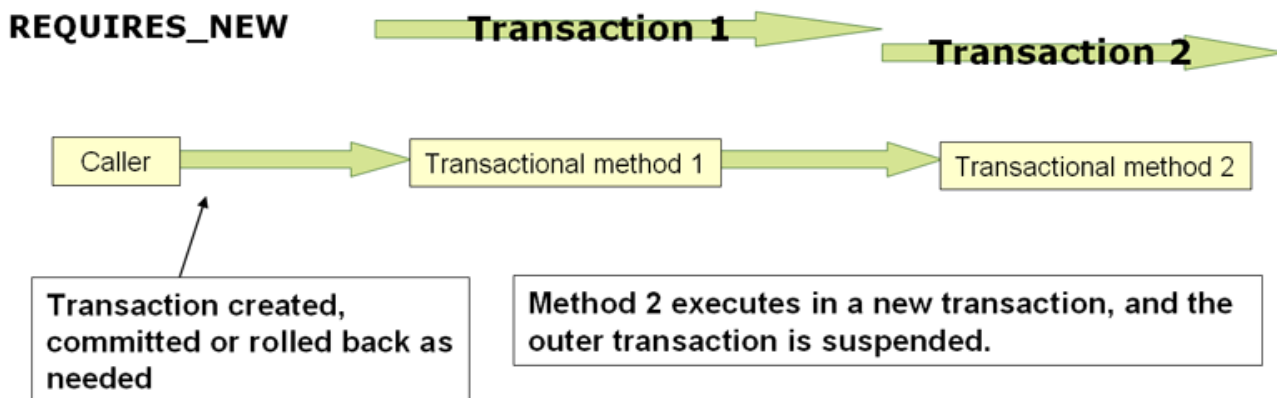 REQUIRES_NEW
Transaction 1
Transaction 2
Caller
Transactional method 1
Transactional method 2
Transaction created,
committed or rolled back as
needed
Method 2 executes in a new transaction, and the
outer transaction is suspended.